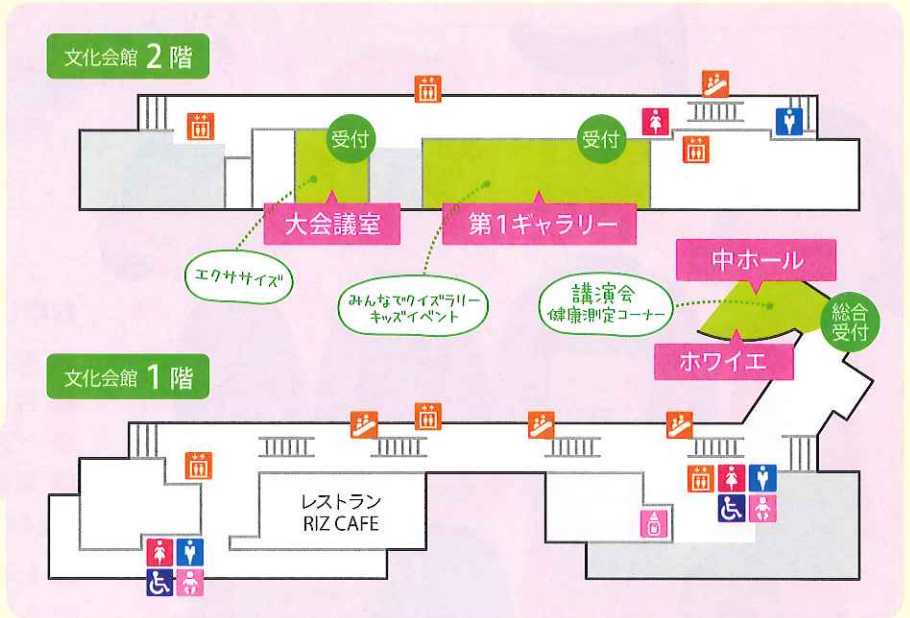 文化会館 2 階
受付
受付
大会議室
第1ギャラリー
エクササイズ
みんなでクイズラリー
キッズイベント
中ホール
講演会
健康測定コーナー
総合
受付
ホワイエ
文化会館 1 階
レストラン
RIZ CAFE